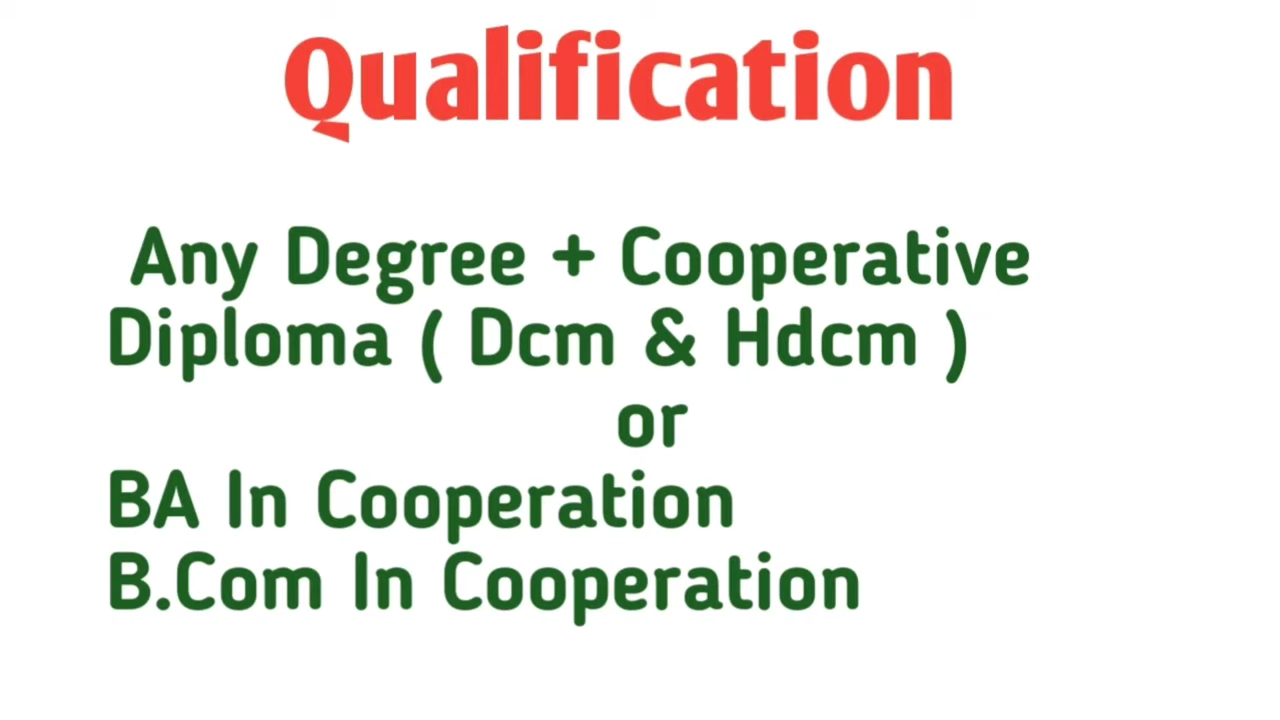 Qualification
Any Degree + Cooperative
Diploma ( Dcm & Hdcm )
or
BA In Cooperation
B.Com In Cooperation